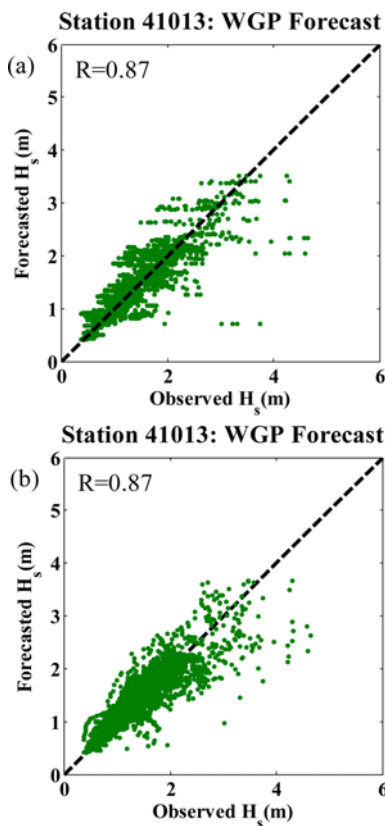 Station 41013: WGP Forecast
(a)
R=0.87
6
5
4
3
2
1
0
Forecasted H_s(m)
0 2 4 6
Observed H_s(m)
Station 41013: WGP Forecast
(b)
R=0.87
6
5
4
3
2
1
0
Forecasted H_s(m)
0 2 4 6
Observed H_s(m)